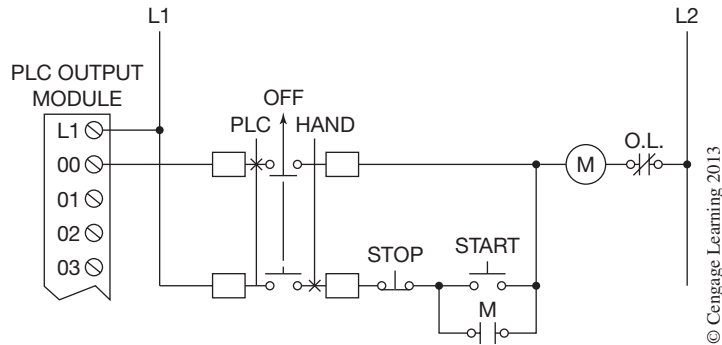 L1
L2
PLC OUTPUT
MODULE
OFF
PLC
HAND
L1
00
01
02
03
M
O.L.
STOP
START
M
© Cengage Learning 2013